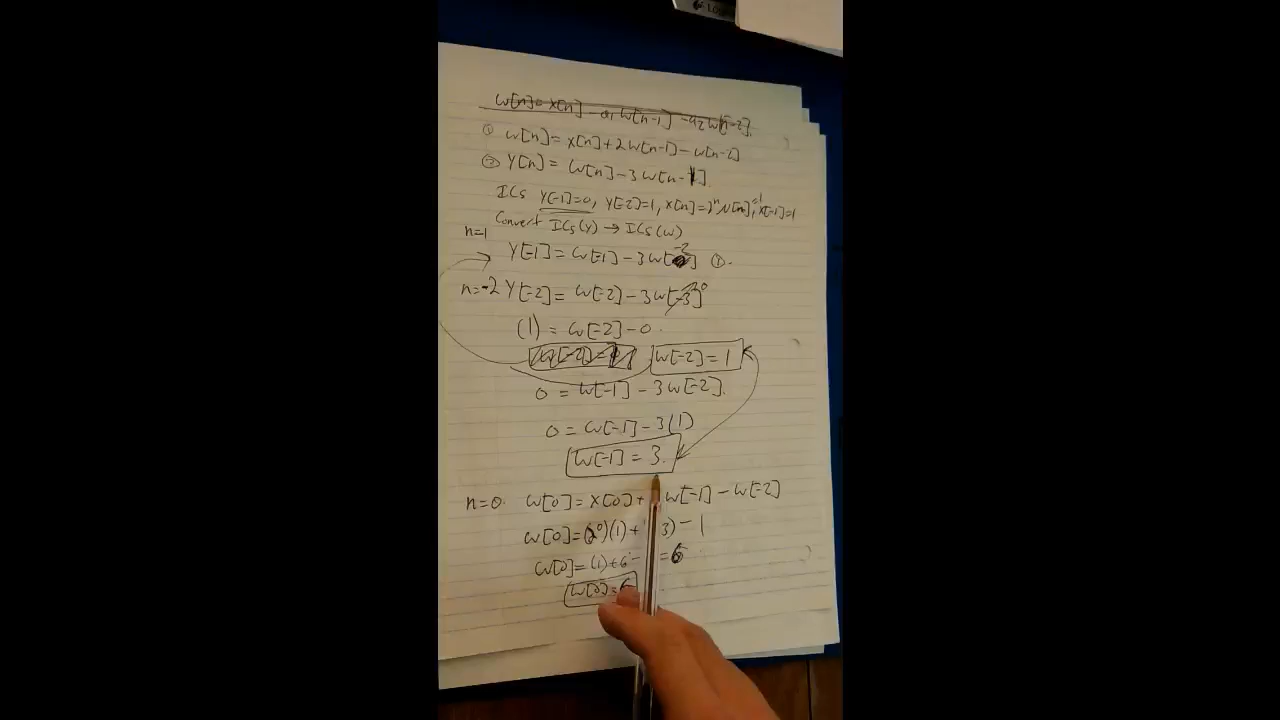 w[n]=x[n] -a₁w[n-1] -a₂w[n-2]
① w[n]=x[n]+2w[n-1]-w[n-2]
② Y[n]= w[n]-3w[n-1]
ICs Y[-1]=0, Y[-2]=1, x[n]=2ⁿu[n], x[-1]=1
Convert ICs(Y) → ICs(w)
n=1
Y[-1]=w[-1]-3w[-2] ①.
n=-2 Y[-2]= w[-2]-3w[-3] 0
(1) = w[-2]-0.
w[-2]=1
0 = w[-1] - 3w[-2].
0 = w[-1]-3(1)
w[-1] = 3.
n=0. w[0]=x[0]+ w[-1]-w[-2]
w[0]=(2⁰)(1)+ 3) - 1
w[0]=(1)+6- =6
w[0]=6